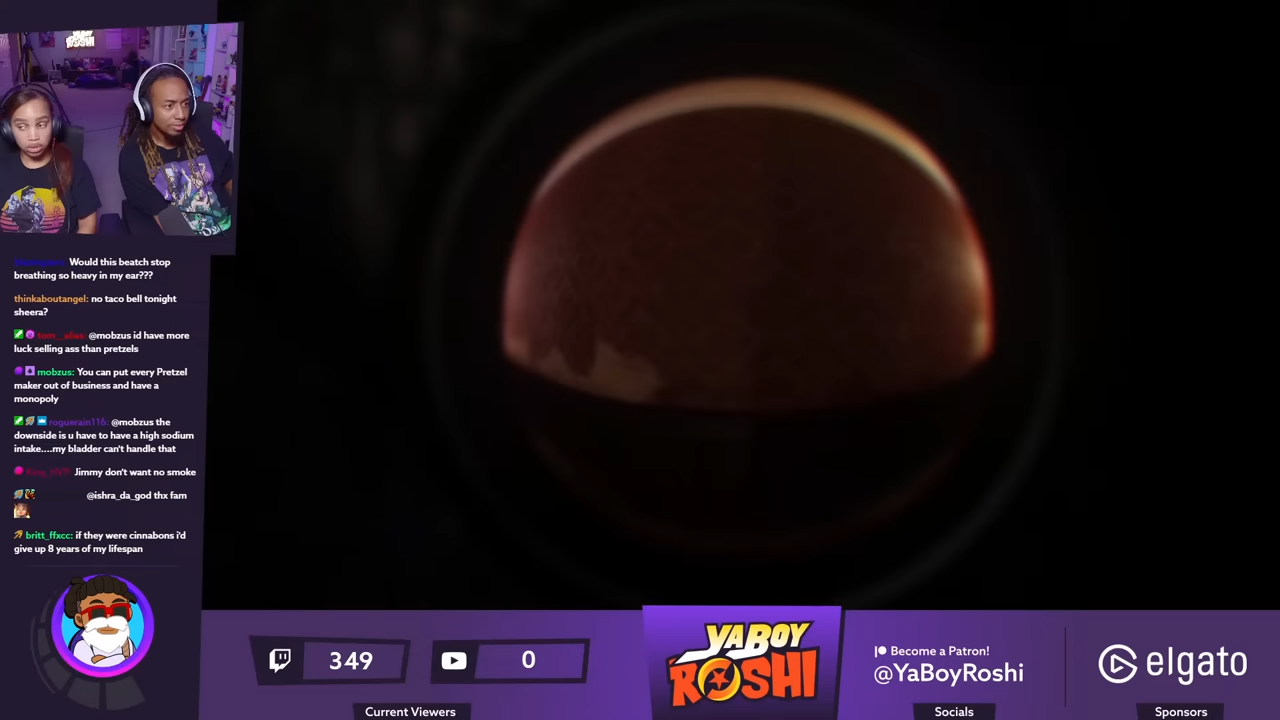 YABOY
ROSHI
Would this beatch stop
breathing so heavy in my ear???
thinkaboutangel: no taco bell tonight
sheera?
@mobzus id have more
luck selling ass than pretzels
mobzus: You can put every Pretzel
maker out of business and have a
monopoly
roguerain116: @mobzus the
downside is u have to have a high sodium
intake....my bladder can't handle that
Jimmy don't want no smoke
@ishra_da_god thx fam
britt_ffxcc: if they were cinnabons i'd
give up 8 years of my lifespan
349
0
Current Viewers
YABOY
ROSHI
Become a Patron!
@YaBoyRoshi
Socials
elgato
Sponsors